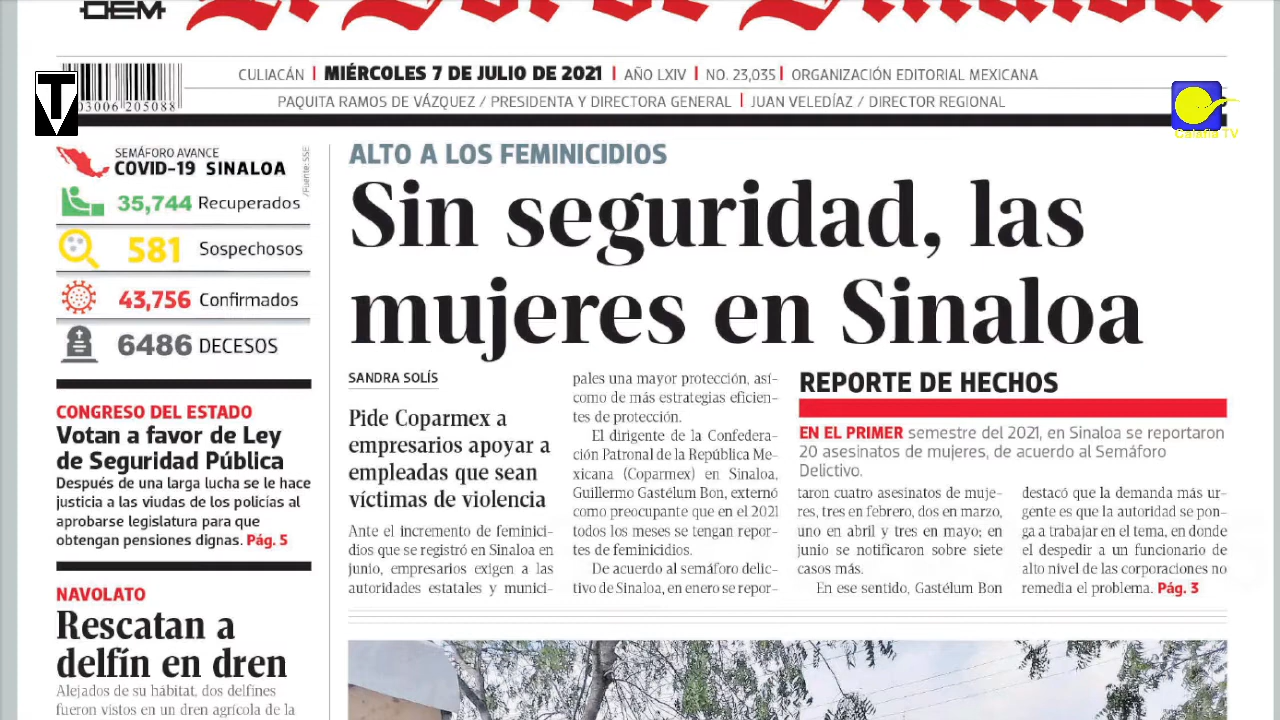 OEM
El Sol de Sinaloa
CULIACÁN | MIÉRCOLES 7 DE JULIO DE 2021 | AÑO LXIV | NO. 23,035 | ORGANIZACIÓN EDITORIAL MEXICANA
PAQUITA RAMOS DE VÁZQUEZ / PRESIDENTA Y DIRECTORA GENERAL | JUAN VELEDÍAZ / DIRECTOR REGIONAL
03006 205088
T
Calafia TV
SEMÁFORO AVANCE
COVID-19 SINALOA
/Fuente: SSE
35,744 Recuperados
581 Sospechosos
43,756 Confirmados
6486 DECESOS
CONGRESO DEL ESTADO
Votan a favor de Ley
de Seguridad Pública
Después de una larga lucha se le hace
justicia a las viudas de los policías al
aprobarse legislatura para que
obtengan pensiones dignas. Pág. 5
NAVOLATO
Rescatan a
delfín en dren
Alejados de su hábitat, dos delfines
fueron vistos en un dren agrícola de la
ALTO A LOS FEMINICIDIOS
Sin seguridad, las
mujeres en Sinaloa
SANDRA SOLÍS
Pide Coparmex a
empresarios apoyar a
empleadas que sean
víctimas de violencia
Ante el incremento de feminici-
dios que se registró en Sinaloa en
junio, empresarios exigen a las
autoridades estatales y munici-
pales una mayor protección, así-
como de más estrategias eficien-
tes de protección.
El dirigente de la Confedera-
ción Patronal de la República Me-
xicana (Coparmex) en Sinaloa,
Guillermo Gastélum Bon, externó
como preocupante que en el 2021
todos los meses se tengan repor-
tes de feminicidios.
De acuerdo al semáforo delic-
tivo de Sinaloa, en enero se repor-
REPORTE DE HECHOS
EN EL PRIMER semestre del 2021, en Sinaloa se reportaron
20 asesinatos de mujeres, de acuerdo al Semáforo
Delictivo.
taron cuatro asesinatos de muje-
res, tres en febrero, dos en marzo,
uno en abril y tres en mayo; en
junio se notificaron sobre siete
casos más.
En ese sentido, Gastélum Bon
destacó que la demanda más ur-
gente es que la autoridad se pon-
ga a trabajar en el tema, en donde
el despedir a un funcionario de
alto nivel de las corporaciones no
remedia el problema. Pág. 3